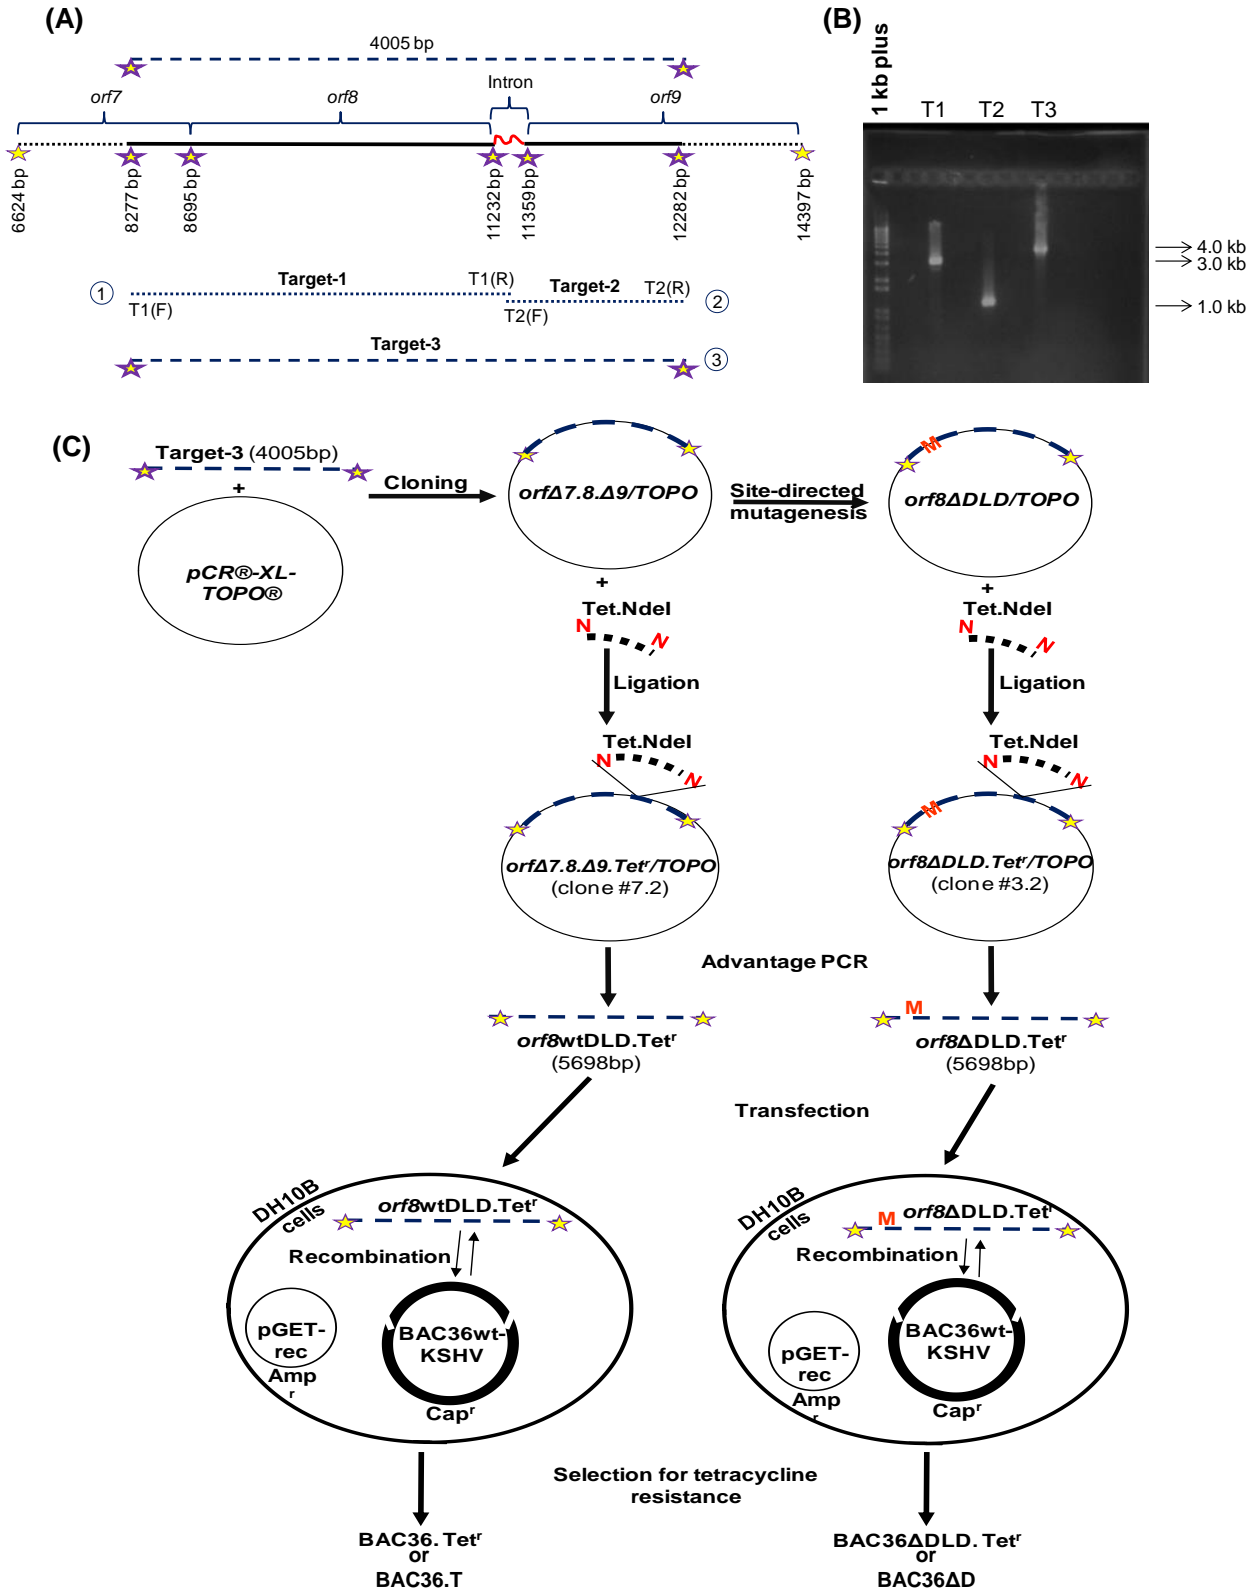 (A)
4005 bp
Intron
orf7
orf8
orf9
6624 bp
8277 bp
8695 bp
11232 bp
11359 bp
12282 bp
14397 bp
1
Target-1
T1(R)
T1(F)
Target-2
T2(R)
T2(F)
2
Target-3
3
(B)
1 kb plus
T1
T2
T3
4.0 kb
3.0 kb
1.0 kb
(C)
Target-3 (4005bp)
+
pCR®-XL-
TOPO®
Cloning
orfΔ7.8.Δ9/TOPO
Site-directed
mutagenesis
M
orf8ΔDLD/TOPO
+
Tet.NdeI
N
N
Ligation
Tet.NdeI
N
N
orfΔ7.8.Δ9.Tetʳ/TOPO
(clone #7.2)
+
Tet.NdeI
N
N
Ligation
Tet.NdeI
N
N
M
orf8ΔDLD.Tetʳ/TOPO
(clone #3.2)
Advantage PCR
orf8wtDLD.Tetʳ
(5698bp)
M
orf8ΔDLD.Tetʳ
(5698bp)
Transfection
DH10B
cells
orf8wtDLD.Tetʳ
Recombination
pGET-
rec
Amp
r
BAC36wt-
KSHV
Capʳ
DH10B
cells
M
orf8ΔDLD.Tetʳ
Recombination
pGET-
rec
Amp
r
BAC36wt-
KSHV
Capʳ
Selection for tetracycline
resistance
BAC36. Tetʳ
or
BAC36.T
BAC36ΔDLD. Tetʳ
or
BAC36ΔD